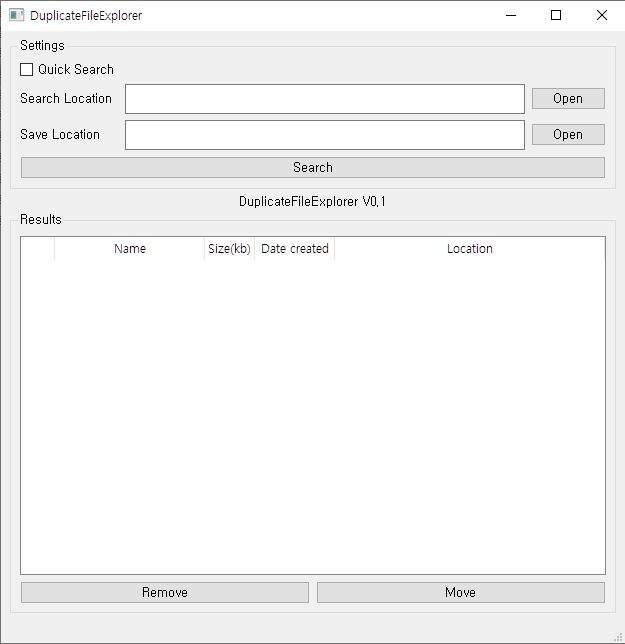 DuplicateFileExplorer
Settings
Quick Search
Search Location Open
Save Location Open
Search
DuplicateFileExplorer V0.1
Results
Name Size(kb) Date created Location
Remove Move